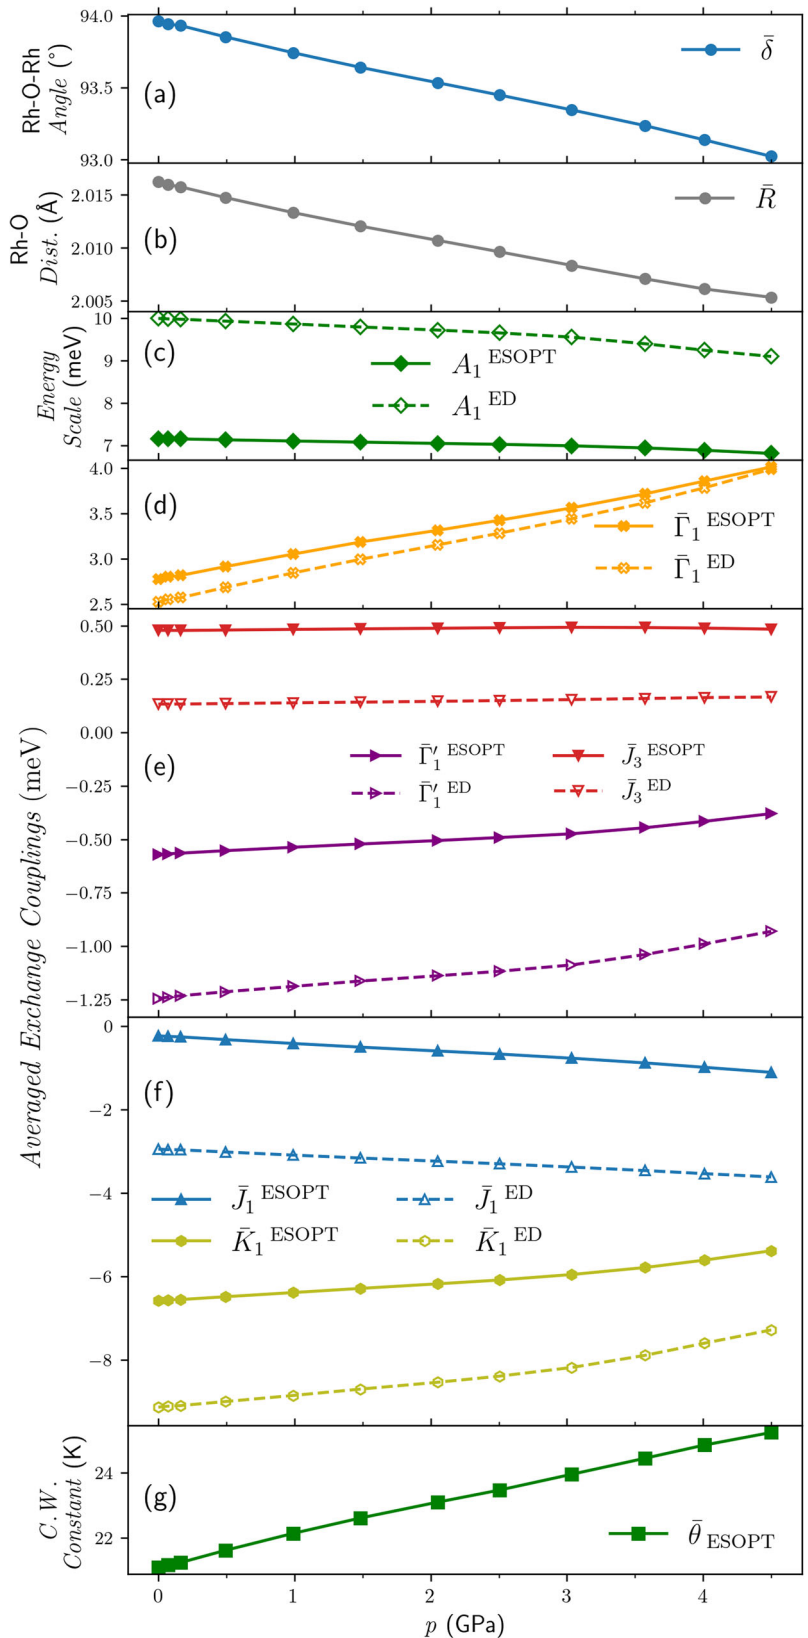 94.0
93.5
93.0
Rh-O-Rh
Angle (°)
(a)
δ̄
2.015
2.010
2.005
Rh-O
Dist. (Å)
(b)
R̄
10
9
8
7
Energy
Scale (meV)
(c)
A₁ ESOPT
A₁ ED
4.0
3.5
3.0
2.5
(d)
Γ̄₁ ESOPT
Γ̄₁ ED
0.50
0.25
0.00
−0.25
−0.50
−0.75
−1.00
−1.25
(e)
Γ̄′₁ ESOPT J̄₃ ESOPT
Γ̄′₁ ED J̄₃ ED
Averaged Exchange Couplings (meV)
0
−2
−4
−6
−8
(f)
J̄₁ ESOPT J̄₁ ED
K̄₁ ESOPT K̄₁ ED
24
22
C.W.
Constant (K)
(g)
θ̄ ESOPT
0 1 2 3 4
p (GPa)